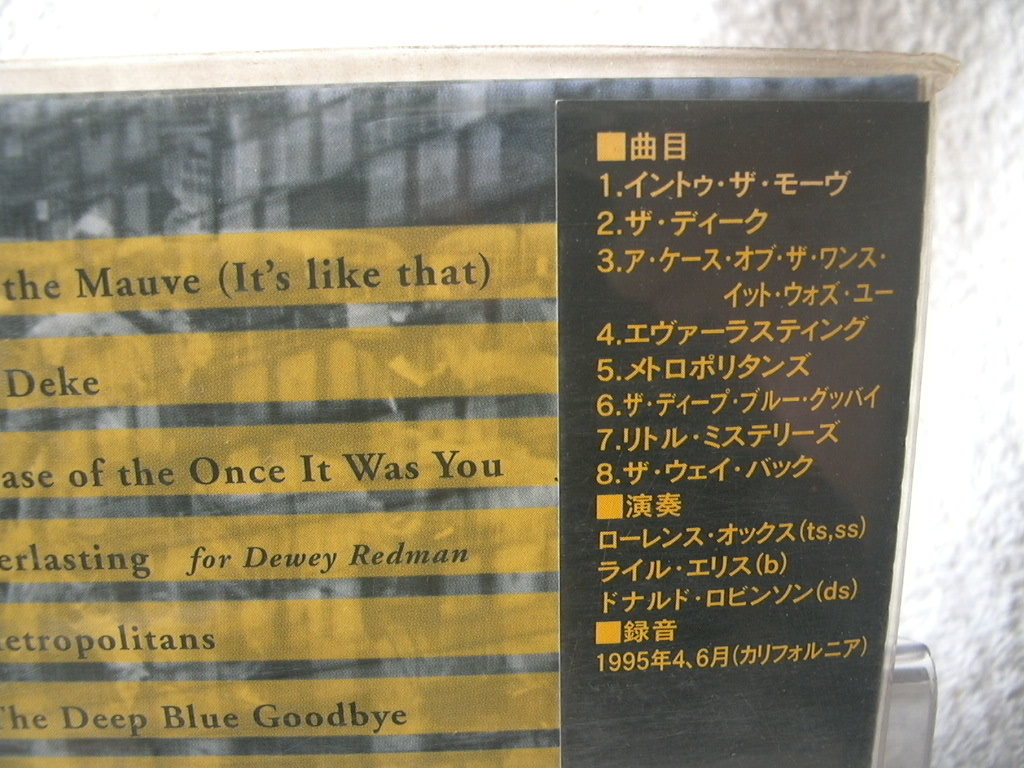 the Mauve (It's like that)
Deke
ase of the Once It Was You
erlasting for Dewey Redman
etropolitans
The Deep Blue Goodbye
■曲目
1.イントゥ・ザ・モーヴ
2.ザ・ディーク
3.ア・ケース・オブ・ザ・ワンス・
イット・ウォズ・ユー
4.エヴァーラスティング
5.メトロポリタンズ
6.ザ・ディープ・ブルー・グッバイ
7.リトル・ミステリーズ
8.ザ・ウェイ・バック
■演奏
ローレンス・オックス(ts,ss)
ライル・エリス(b)
ドナルド・ロビンソン(ds)
■録音
1995年4、6月(カリフォルニア)